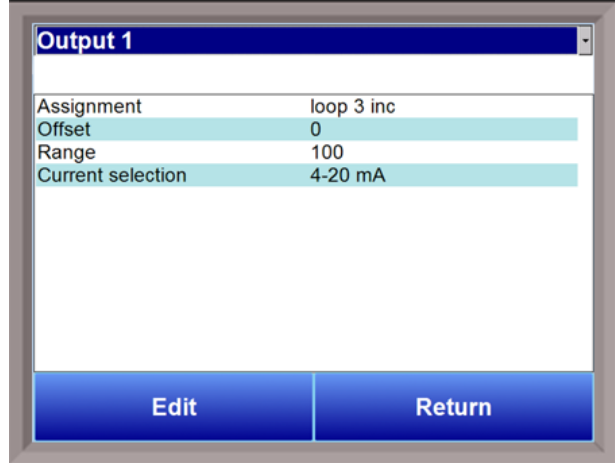 Output 1
Assignment loop 3 inc
Offset 0
Range 100
Current selection 4-20 mA
Edit Return